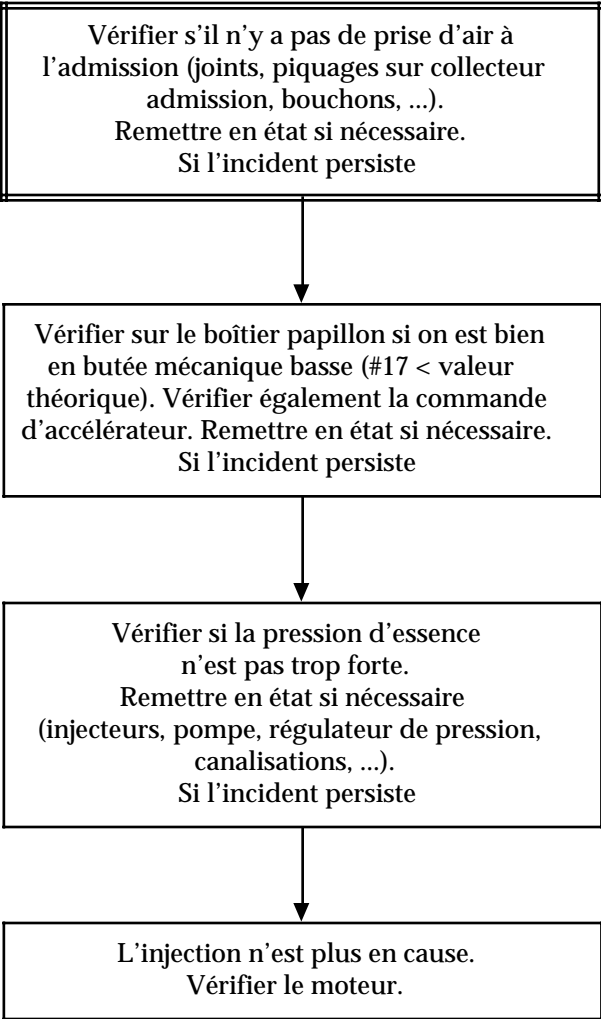 Vérifier s’il n’y a pas de prise d’air à
l’admission (joints, piquages sur collecteur
admission, bouchons, ...).
Remettre en état si nécessaire.
Si l’incident persiste
Vérifier sur le boîtier papillon si on est bien
en butée mécanique basse (#17 < valeur
théorique). Vérifier également la commande
d’accélérateur. Remettre en état si nécessaire.
Si l’incident persiste
Vérifier si la pression d’essence
n’est pas trop forte.
Remettre en état si nécessaire
(injecteurs, pompe, régulateur de pression,
canalisations, ...).
Si l’incident persiste
L’injection n’est plus en cause.
Vérifier le moteur.